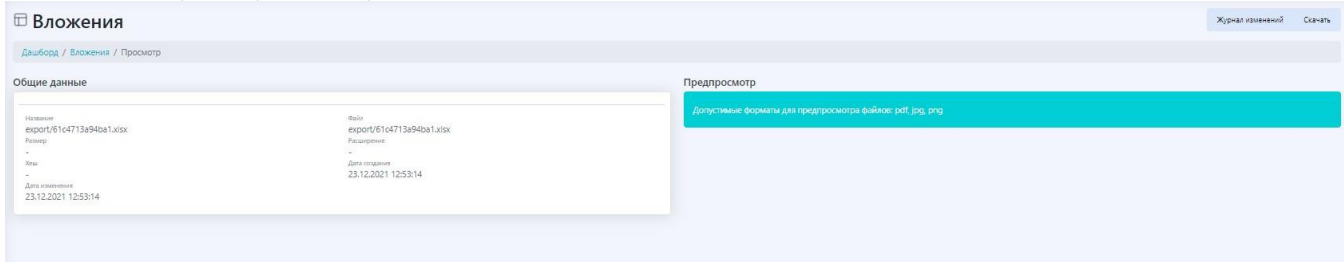 Вложения
Журнал изменений Скачать
Дашборд / Вложения / Просмотр
Общие данные
Название
export/61c4713a94ba1.xlsx
Размер
-
Хеш
-
Дата изменения
23.12.2021 12:53:14
Файл
export/61c4713a94ba1.xlsx
Расширение
-
Дата создания
23.12.2021 12:53:14
Предпросмотр
Допустимые форматы для предпросмотра файлов: pdf, jpg, png